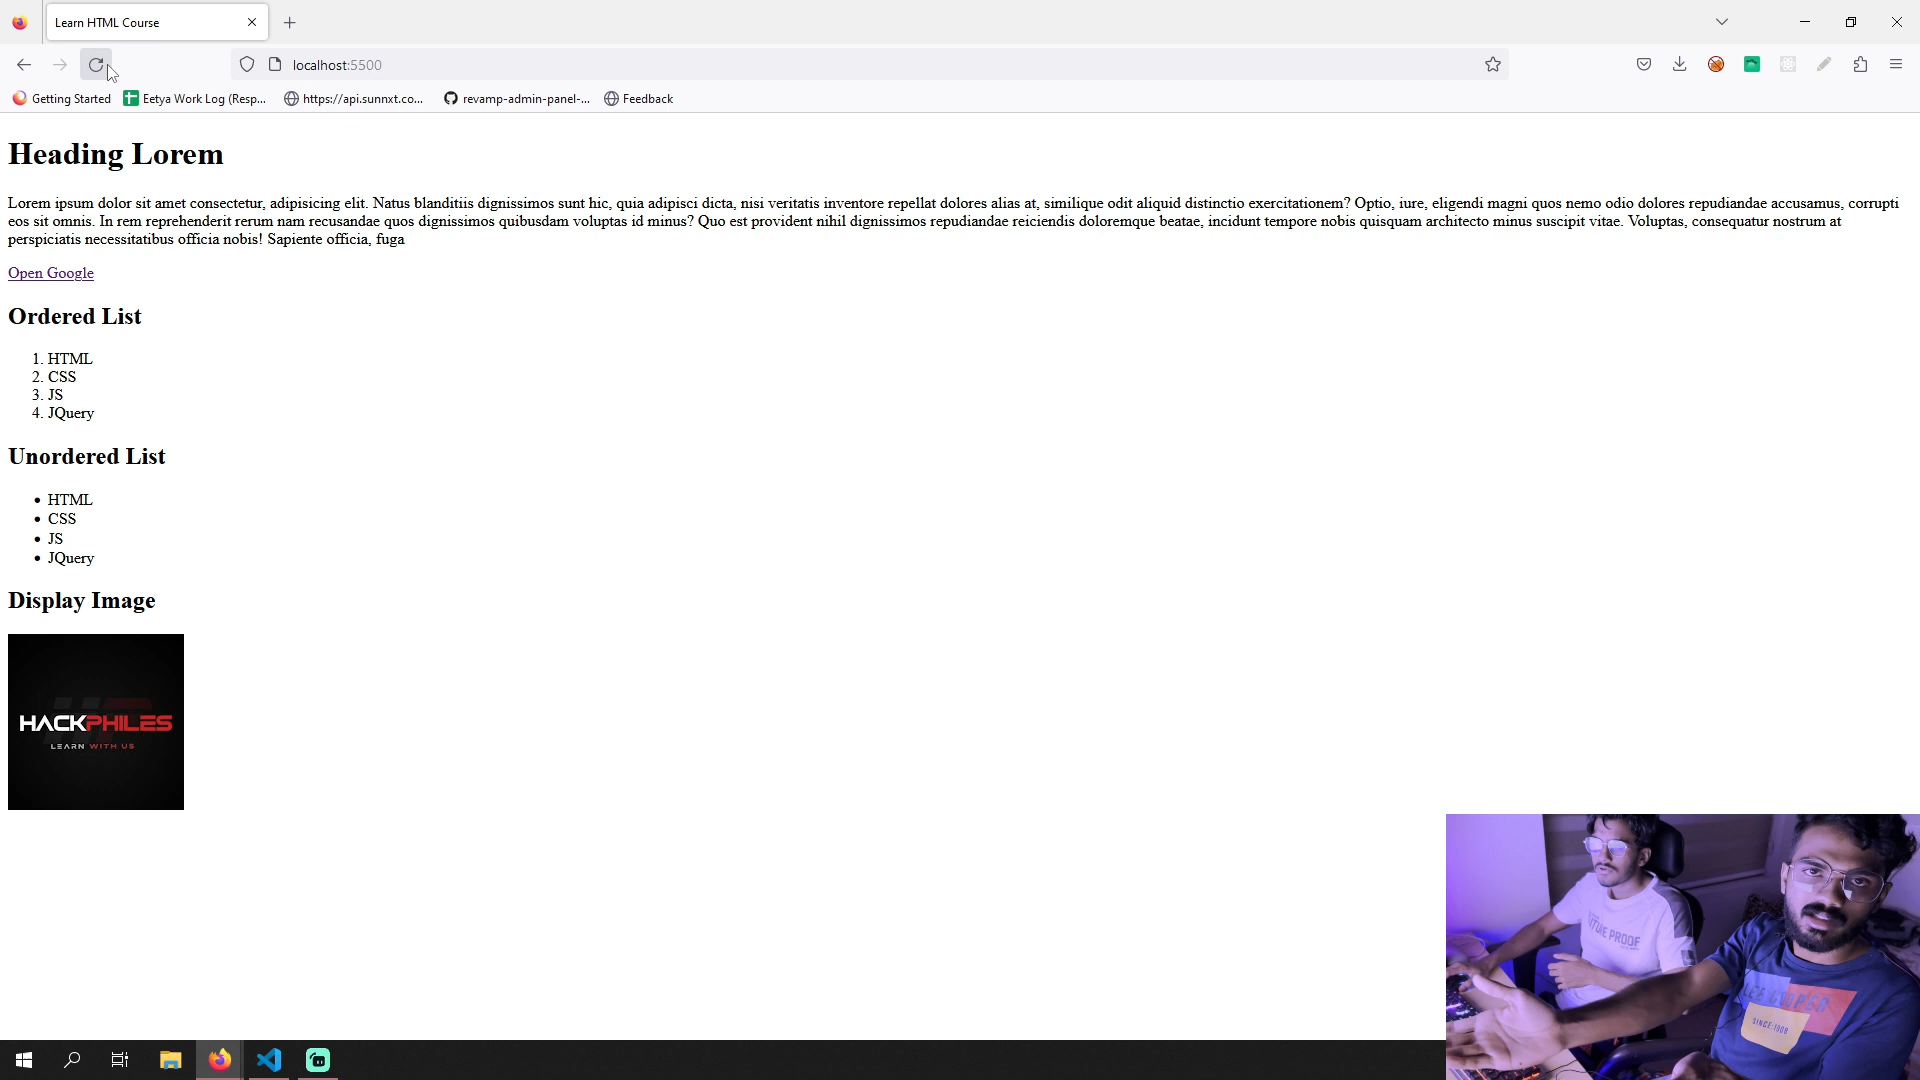 Learn HTML Course
localhost:5500
Getting Started
Eetya Work Log (Resp...
https://api.sunnxt.co...
revamp-admin-panel-...
Feedback
Heading Lorem
Lorem ipsum dolor sit amet consectetur, adipisicing elit. Natus blanditiis dignissimos sunt hic, quia adipisci dicta, nisi veritatis inventore repellat dolores alias at, similique odit aliquid distinctio exercitationem? Optio, iure, eligendi magni quos nemo odio dolores repudiandae accusamus, corrupti
eos sit omnis. In rem reprehenderit rerum nam recusandae quos dignissimos quibusdam voluptas id minus? Quo est provident nihil dignissimos repudiandae reiciendis doloremque beatae, incidunt tempore nobis quisquam architecto minus suscipit vitae. Voluptas, consequatur nostrum at
perspiciatis necessitatibus officia nobis! Sapiente officia, fuga
Open Google
Ordered List
1. HTML
2. CSS
3. JS
4. JQuery
Unordered List
• HTML
• CSS
• JS
• JQuery
Display Image
HACKPHILES
LEARN WITH US
PROOF
LEE COOPER
SINCE:1908